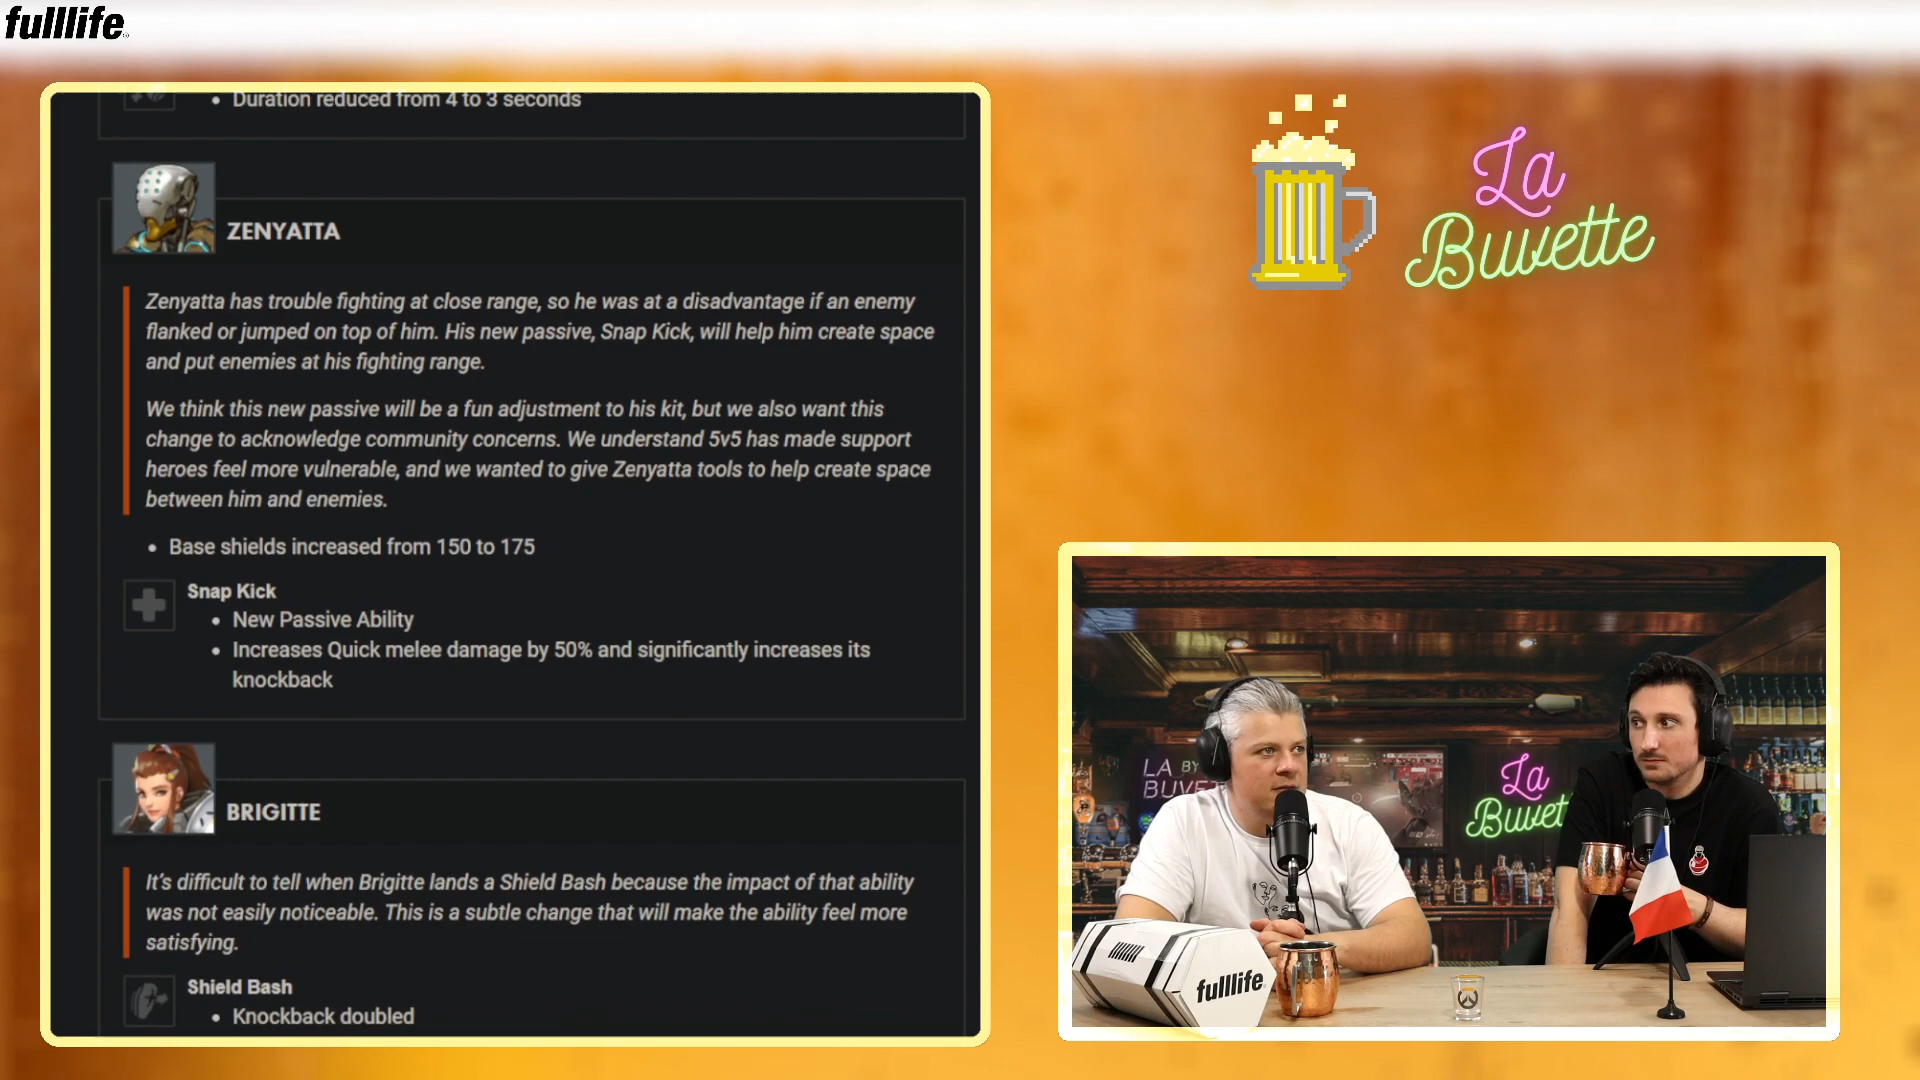 fulllife
Duration reduced from 4 to 3 seconds
ZENYATTA
Zenyatta has trouble fighting at close range, so he was at a disadvantage if an enemy
flanked or jumped on top of him. His new passive, Snap Kick, will help him create space
and put enemies at his fighting range.
We think this new passive will be a fun adjustment to his kit, but we also want this
change to acknowledge community concerns. We understand 5v5 has made support
heroes feel more vulnerable, and we wanted to give Zenyatta tools to help create space
between him and enemies.
• Base shields increased from 150 to 175
Snap Kick
• New Passive Ability
• Increases Quick melee damage by 50% and significantly increases its
knockback
BRIGITTE
It's difficult to tell when Brigitte lands a Shield Bash because the impact of that ability
was not easily noticeable. This is a subtle change that will make the ability feel more
satisfying.
Shield Bash
• Knockback doubled
La
Buvette
LA BY
BUVE
La
Buvet
fulllife